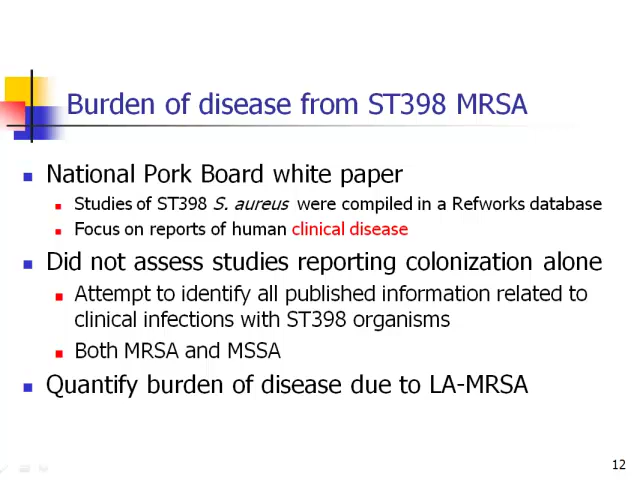 Burden of disease from ST398 MRSA
National Pork Board white paper
Studies of ST398 S. aureus were compiled in a Refworks database
Focus on reports of human clinical disease
Did not assess studies reporting colonization alone
Attempt to identify all published information related to
clinical infections with ST398 organisms
Both MRSA and MSSA
Quantify burden of disease due to LA-MRSA
12